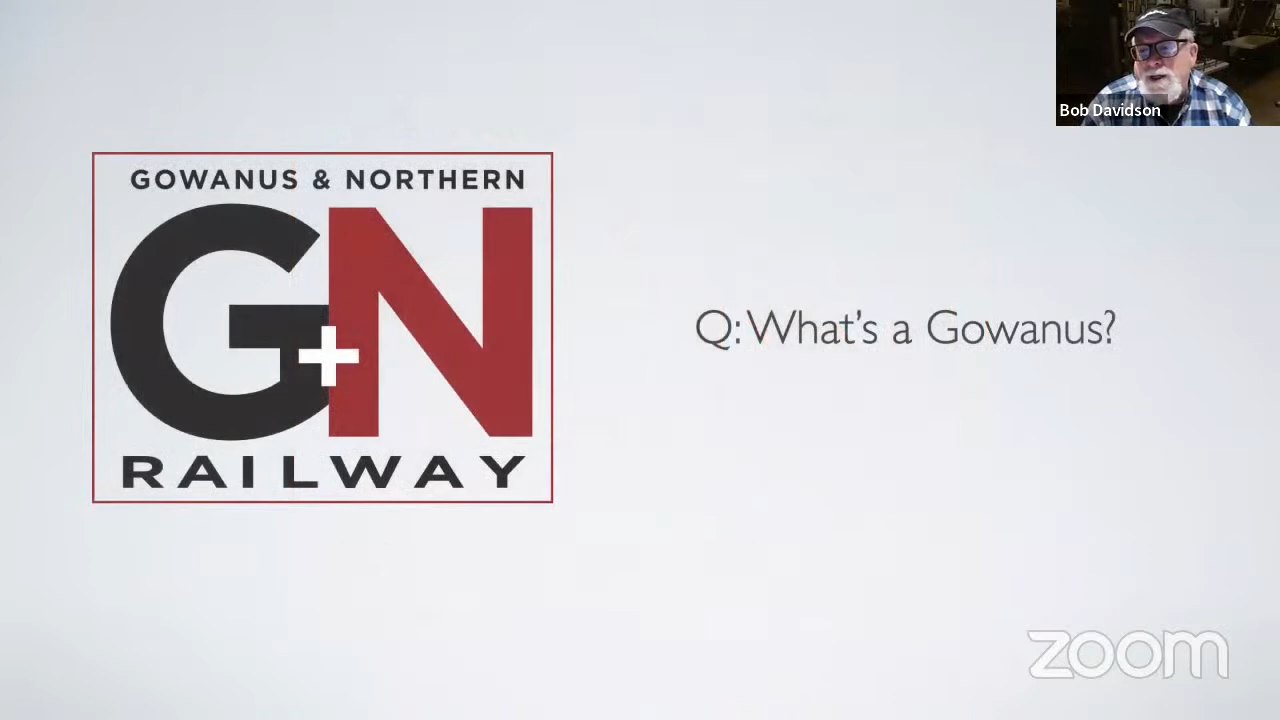 Bob Davidson
GOWANUS & NORTHERN
G+N
RAILWAY
Q: What's a Gowanus?
zoom